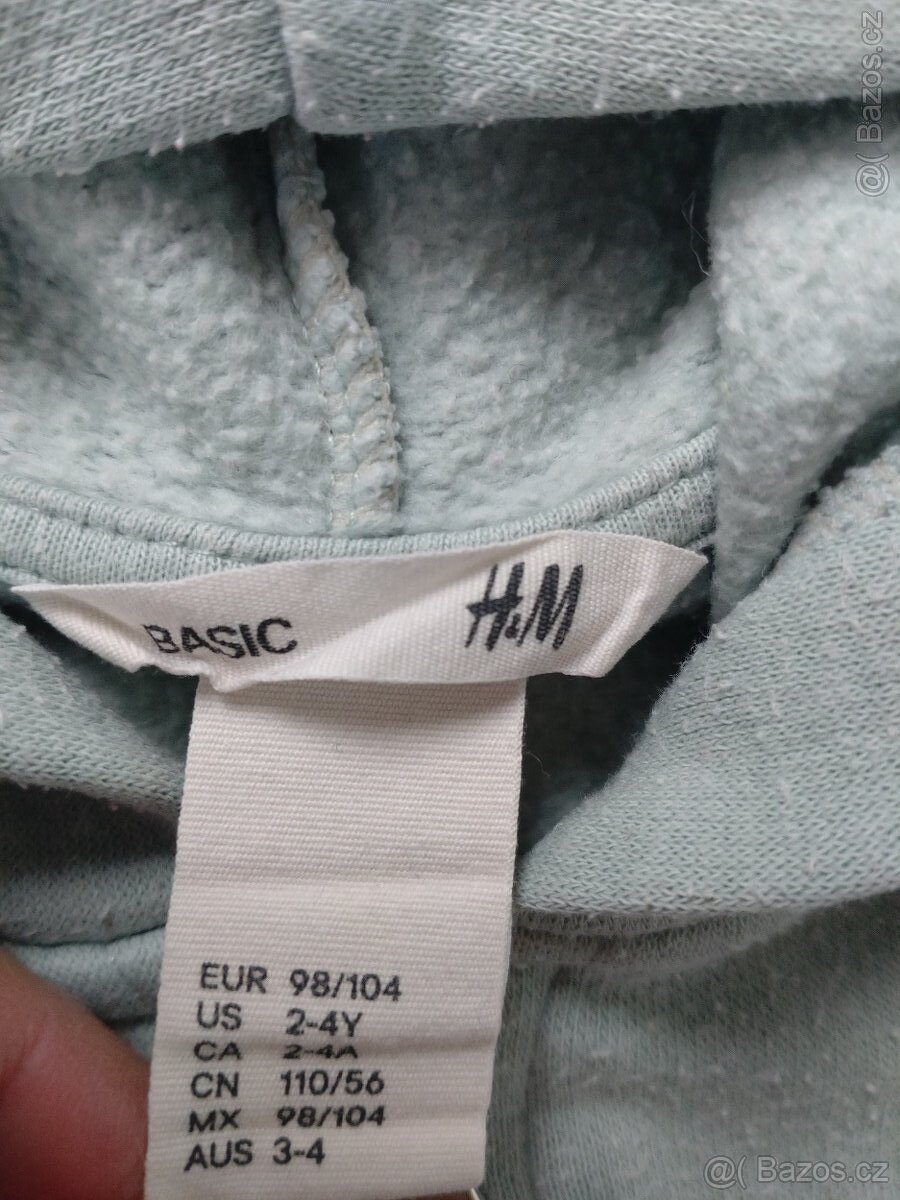 @( Bazos.cz
BASIC H&M
EUR 98/104
US 2-4Y
CA 2-4A
CN 110/56
MX 98/104
AUS 3-4
@( Bazos.cz